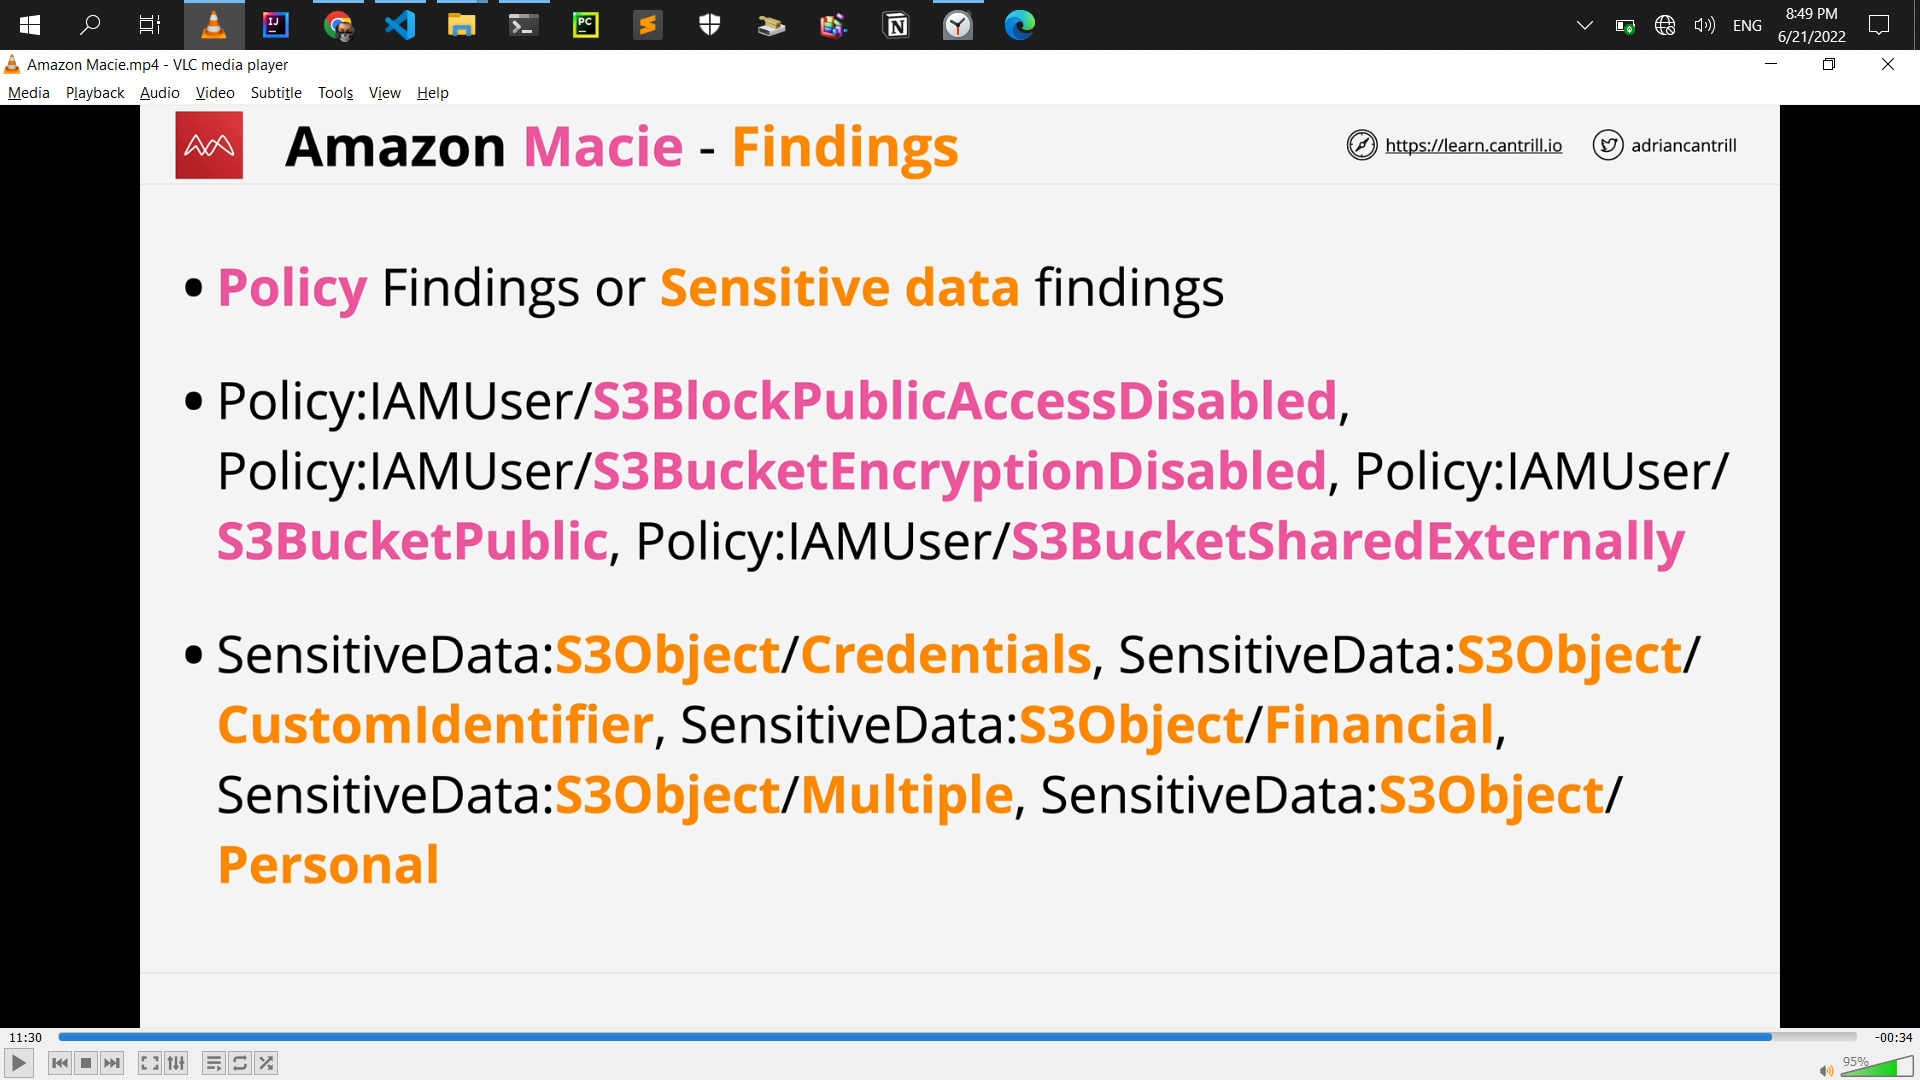 ENG
8:49 PM
6/21/2022
Amazon Macie.mp4 - VLC media player
Media Playback Audio Video Subtitle Tools View Help
Amazon Macie - Findings
https://learn.cantrill.io
adriancantrill
• Policy Findings or Sensitive data findings
• Policy:IAMUser/S3BlockPublicAccessDisabled,
Policy:IAMUser/S3BucketEncryptionDisabled, Policy:IAMUser/
S3BucketPublic, Policy:IAMUser/S3BucketSharedExternally
• SensitiveData:S3Object/Credentials, SensitiveData:S3Object/
CustomIdentifier, SensitiveData:S3Object/Financial,
SensitiveData:S3Object/Multiple, SensitiveData:S3Object/
Personal
11:30
-00:34
95%